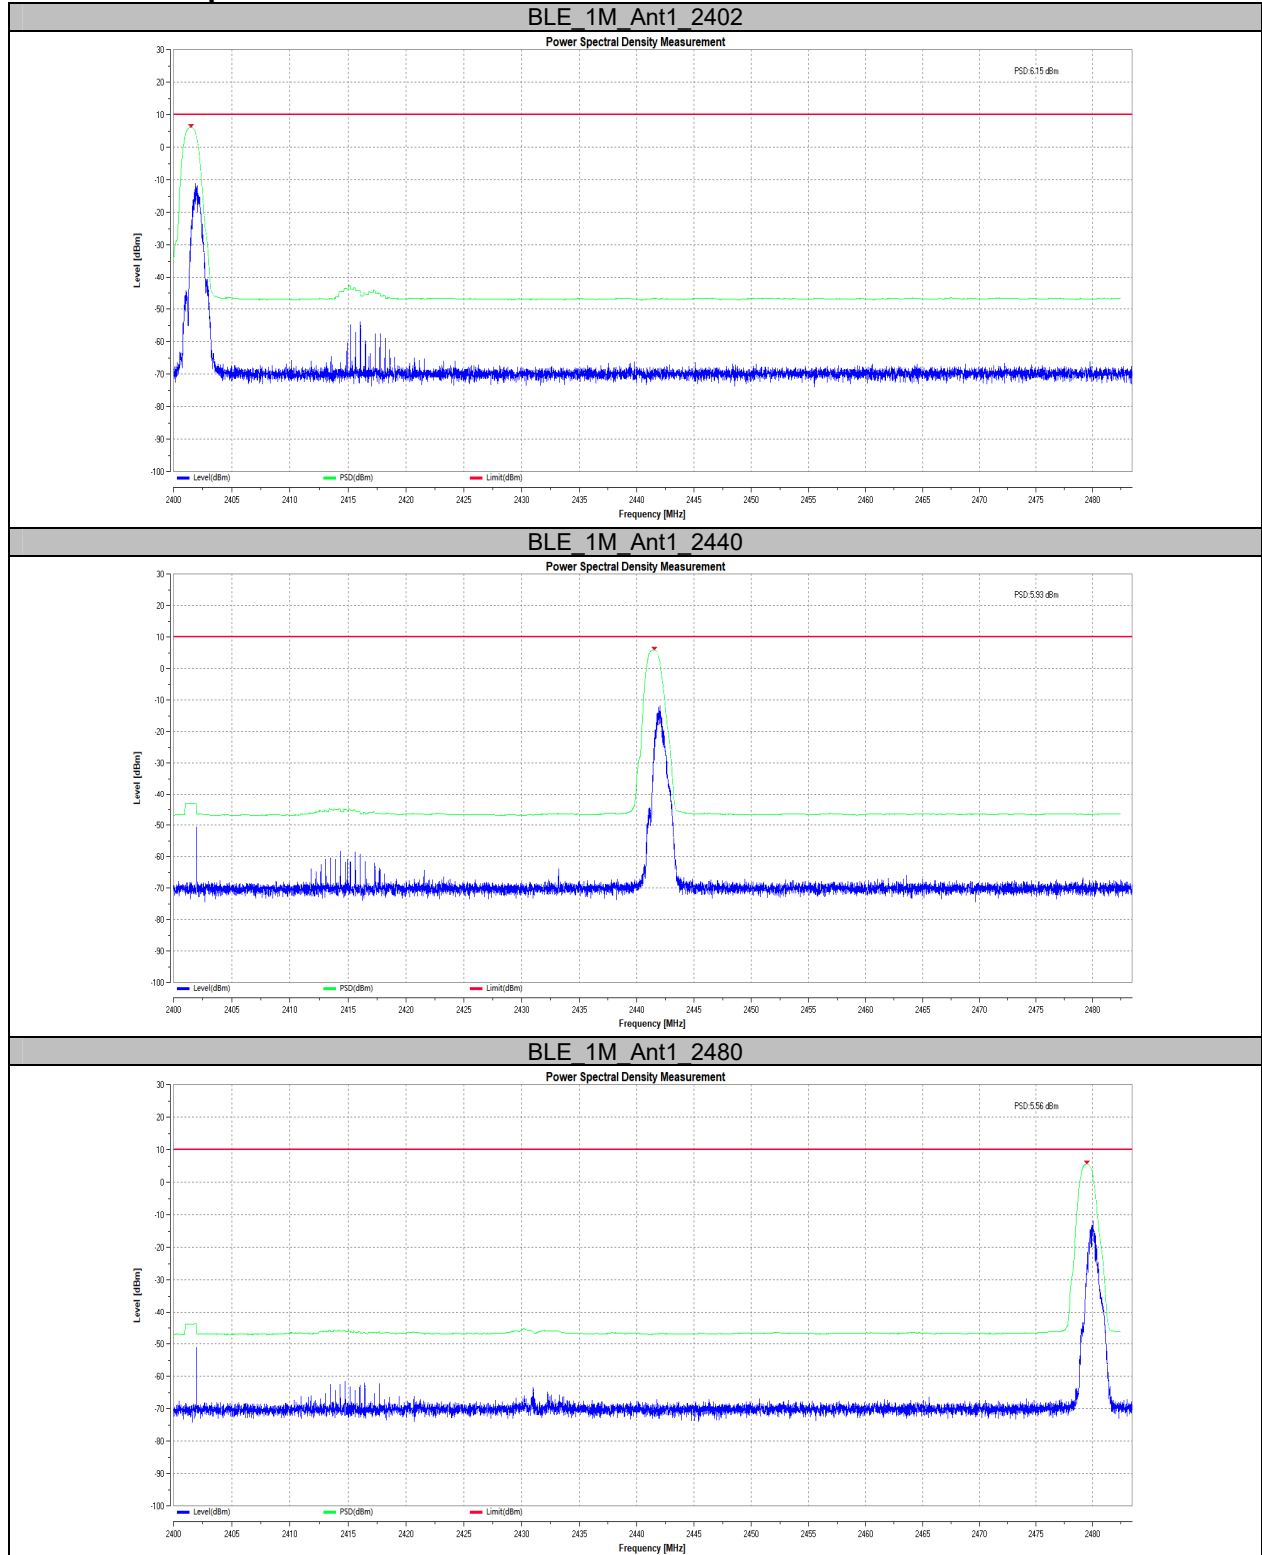 BLE_1M_Ant1_2402
Power Spectral Density Measurement
PSD:6.15 dBm
30
20
10
0
-10
-20
-30
-40
-50
-60
-70
-80
-90
-100
Level [dBm]
Level(dBm) PSD(dBm) Limit(dBm)
2400 2405 2410 2415 2420 2425 2430 2435 2440 2445 2450 2455 2460 2465 2470 2475 2480
Frequency [MHz]
BLE_1M_Ant1_2440
Power Spectral Density Measurement
PSD:5.93 dBm
30
20
10
0
-10
-20
-30
-40
-50
-60
-70
-80
-90
-100
Level [dBm]
Level(dBm) PSD(dBm) Limit(dBm)
2400 2405 2410 2415 2420 2425 2430 2435 2440 2445 2450 2455 2460 2465 2470 2475 2480
Frequency [MHz]
BLE_1M_Ant1_2480
Power Spectral Density Measurement
PSD:5.56 dBm
30
20
10
0
-10
-20
-30
-40
-50
-60
-70
-80
-90
-100
Level [dBm]
Level(dBm) PSD(dBm) Limit(dBm)
2400 2405 2410 2415 2420 2425 2430 2435 2440 2445 2450 2455 2460 2465 2470 2475 2480
Frequency [MHz]